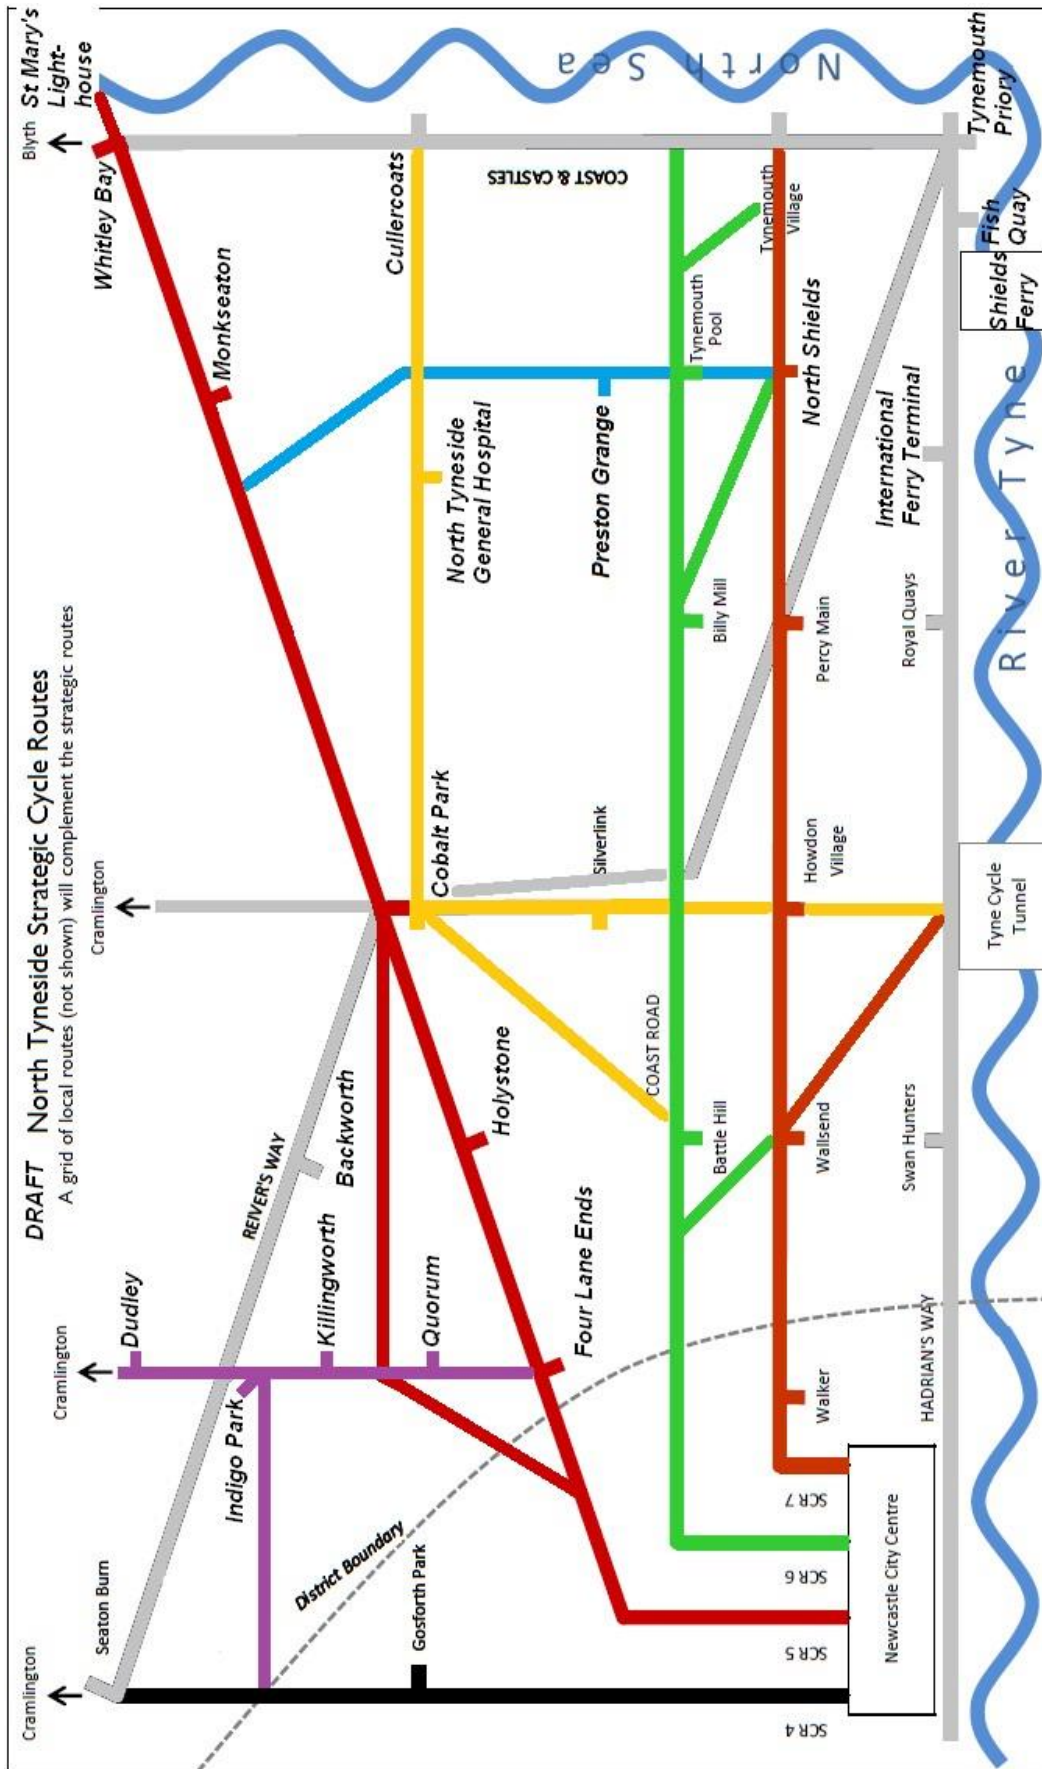 DRAFT North Tyneside Strategic Cycle Routes
A grid of local routes (not shown) will complement the strategic routes
Cramlington
Cramlington
Cramlington
Blyth
St Mary's
Light-
house
Seaton Burn
Dudley
REIVER'S WAY
Whitley Bay
Indigo Park
Killingworth
Backworth
Monkseaton
Quorum
Cobalt Park
Cullercoats
North Sea
District Boundary
Gosforth Park
Holystone
North Tyneside
General Hospital
COAST & CASTLES
Four Lane Ends
Silverlink
Preston Grange
COAST ROAD
Battle Hill
Billy Mill
Tynemouth
Pool
Tynemouth
Village
SCR 4
SCR 5
SCR 6
SCR 7
Walker
Wallsend
Howdon
Village
Percy Main
North Shields
Newcastle City Centre
HADRIAN'S WAY
Swan Hunters
Royal Quays
International
Ferry Terminal
Tyne Cycle
Tunnel
Shields
Ferry
Fish
Quay
Tynemouth
Priory
River Tyne